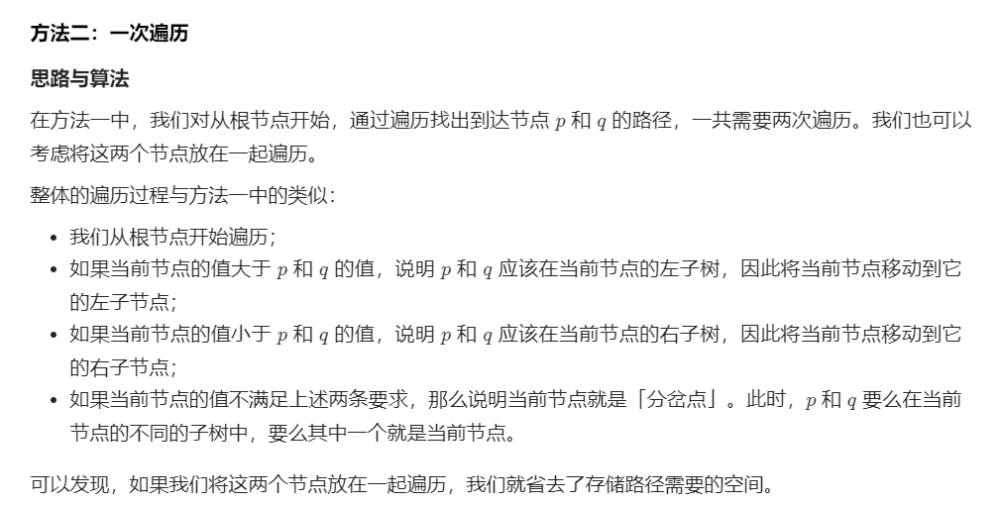 方法二：一次遍历
思路与算法
在方法一中，我们对从根节点开始，通过遍历找出到达节点 p 和 q 的路径，一共需要两次遍历。我们也可以
考虑将这两个节点放在一起遍历。
整体的遍历过程与方法一中的类似：
• 我们从根节点开始遍历；
• 如果当前节点的值大于 p 和 q 的值，说明 p 和 q 应该在当前节点的左子树，因此将当前节点移动到它
的左子节点；
• 如果当前节点的值小于 p 和 q 的值，说明 p 和 q 应该在当前节点的右子树，因此将当前节点移动到它
的右子节点；
• 如果当前节点的值不满足上述两条要求，那么说明当前节点就是「分岔点」。此时，p 和 q 要么在当前
节点的不同的子树中，要么其中一个就是当前节点。
可以发现，如果我们将这两个节点放在一起遍历，我们就省去了存储路径需要的空间。